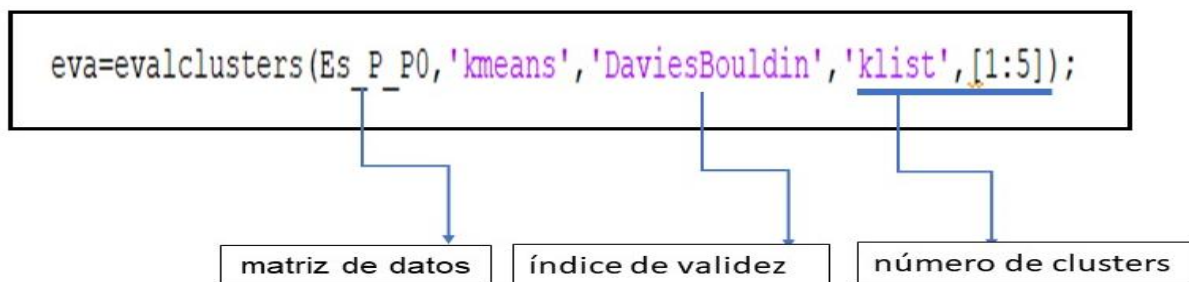 eva=evalclusters(Es_P_P0,'kmeans','DaviesBouldin','klist',[1:5]);
matriz de datos
índice de validez
número de clusters